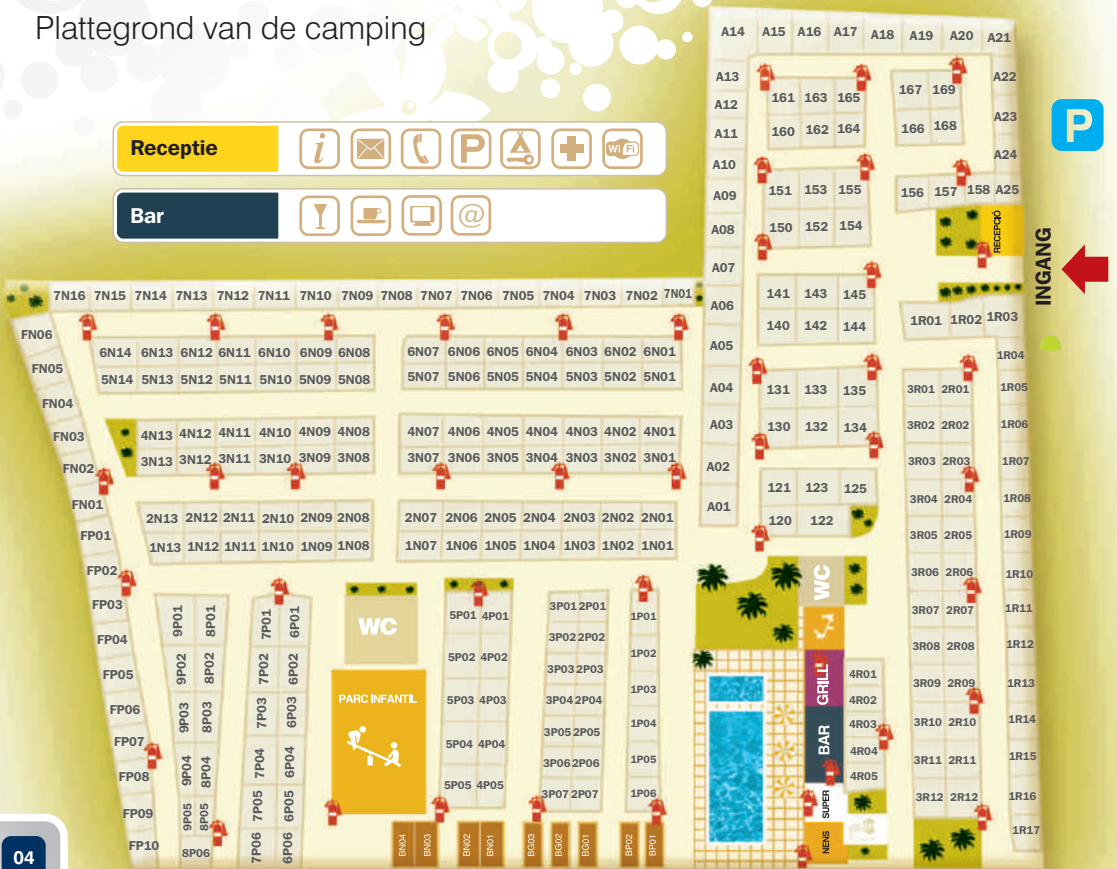 Plattegrond van de camping
Receptie
i P WiFi
Bar
@
P
INGANG
RECEPCIÓ
A14 A15 A16 A17 A18 A19 A20 A21
A13 A22
A12 A23
A11 A24
A10 A25
A09
A08
A07
A06
A05
A04
A03
A02
A01
161 163 165
160 162 164
167 169
166 168
151 153 155
150 152 154
156 157 158
141 143 145
140 142 144
131 133 135
130 132 134
121 123 125
120 122
1R01 1R02 1R03
1R04
1R05
1R06
1R07
1R08
1R09
1R10
1R11
1R12
1R13
1R14
1R15
1R16
1R17
3R01 2R01
3R02 2R02
3R03 2R03
3R04 2R04
3R05 2R05
3R06 2R06
3R07 2R07
3R08 2R08
3R09 2R09
3R10 2R10
3R11 2R11
3R12 2R12
7N16 7N15 7N14 7N13 7N12 7N11 7N10 7N09 7N08 7N07 7N06 7N05 7N04 7N03 7N02 7N01
FN06
FN05
FN04
FN03
FN02
FN01
FP01
FP02
FP03
FP04
FP05
FP06
FP07
FP08
FP09
FP10
6N14 6N13 6N12 6N11 6N10 6N09 6N08 6N07 6N06 6N05 6N04 6N03 6N02 6N01
5N14 5N13 5N12 5N11 5N10 5N09 5N08 5N07 5N06 5N05 5N04 5N03 5N02 5N01
4N13 4N12 4N11 4N10 4N09 4N08 4N07 4N06 4N05 4N04 4N03 4N02 4N01
3N13 3N12 3N11 3N10 3N09 3N08 3N07 3N06 3N05 3N04 3N03 3N02 3N01
2N13 2N12 2N11 2N10 2N09 2N08 2N07 2N06 2N05 2N04 2N03 2N02 2N01
1N13 1N12 1N11 1N10 1N09 1N08 1N07 1N06 1N05 1N04 1N03 1N02 1N01
9P01 8P01
9P02 8P02
9P03 8P03
9P04 8P04
9P05 8P05
8P06
7P01 6P01
7P02 6P02
7P03 6P03
7P04 6P04
7P05 6P05
7P06 6P06
WC
PARC INFANTIL
5P01 4P01
5P02 4P02
5P03 4P03
5P04 4P04
5P05 4P05
3P01 2P01
3P02 2P02
3P03 2P03
3P04 2P04
3P05 2P05
3P06 2P06
3P07 2P07
1P01
1P02
1P03
1P04
1P05
1P06
WC
GRILL
BAR
SUPER
NENS
4R01
4R02
4R03
4R04
4R05
BN04 BN03 BN02 BN01 BG03 BG02 BG01 BP02 BP01
04